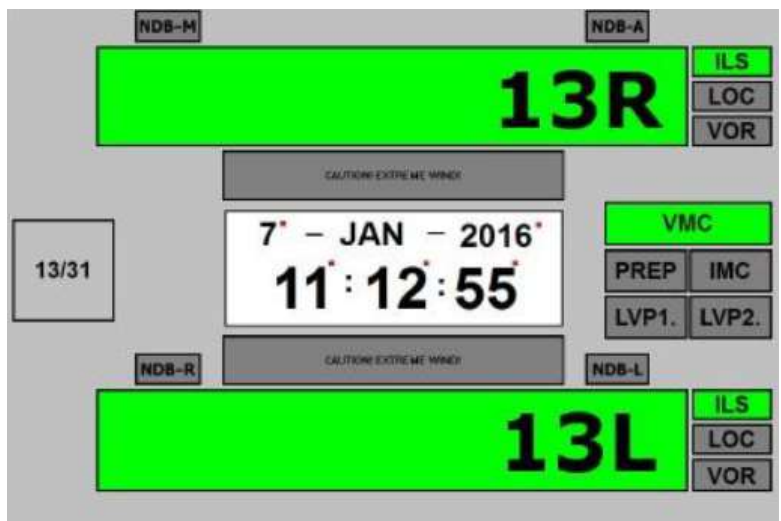 NDB-M NDB-A
13R
ILS
LOC
VOR
CAUTION! EXTREME WIND!
13/31
7 - JAN - 2016
11:12:55
VMC
PREP IMC
LVP1. LVP2.
CAUTION! EXTREME WIND!
NDB-R NDB-L
13L
ILS
LOC
VOR